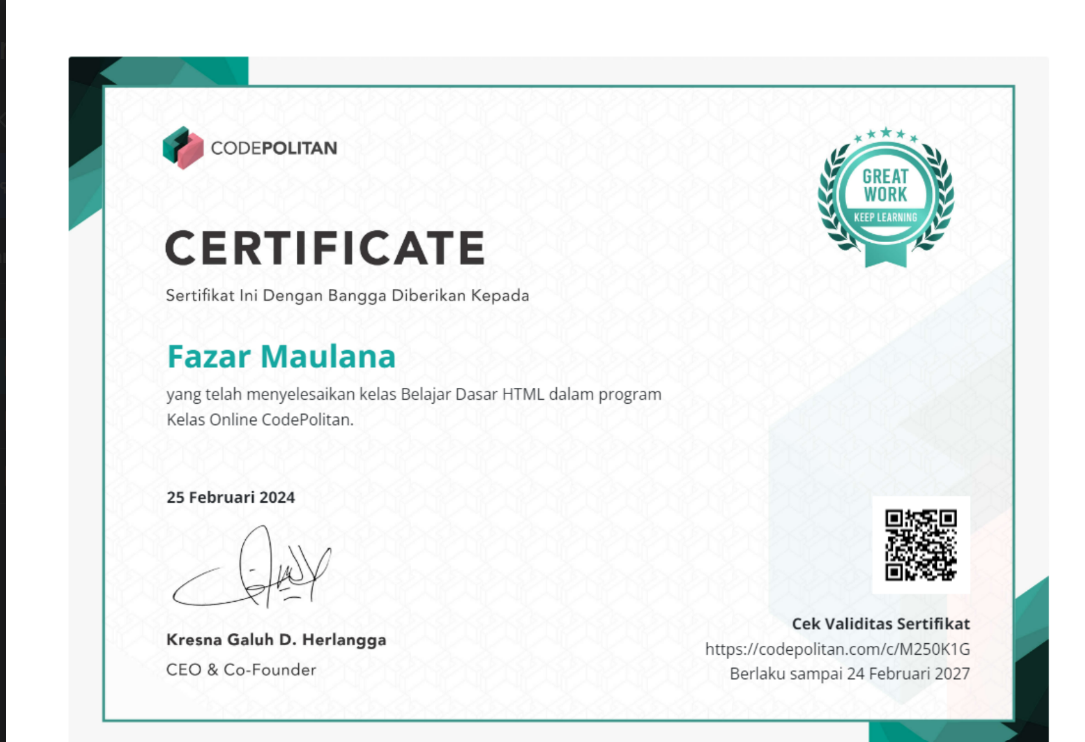 CODEPOLITAN
GREAT
WORK
KEEP LEARNING
CERTIFICATE
Sertifikat Ini Dengan Bangga Diberikan Kepada
Fazar Maulana
yang telah menyelesaikan kelas Belajar Dasar HTML dalam program
Kelas Online CodePolitan.
25 Februari 2024
Kresna Galuh D. Herlangga
CEO & Co-Founder
Cek Validitas Sertifikat
https://codepolitan.com/c/M250K1G
Berlaku sampai 24 Februari 2027